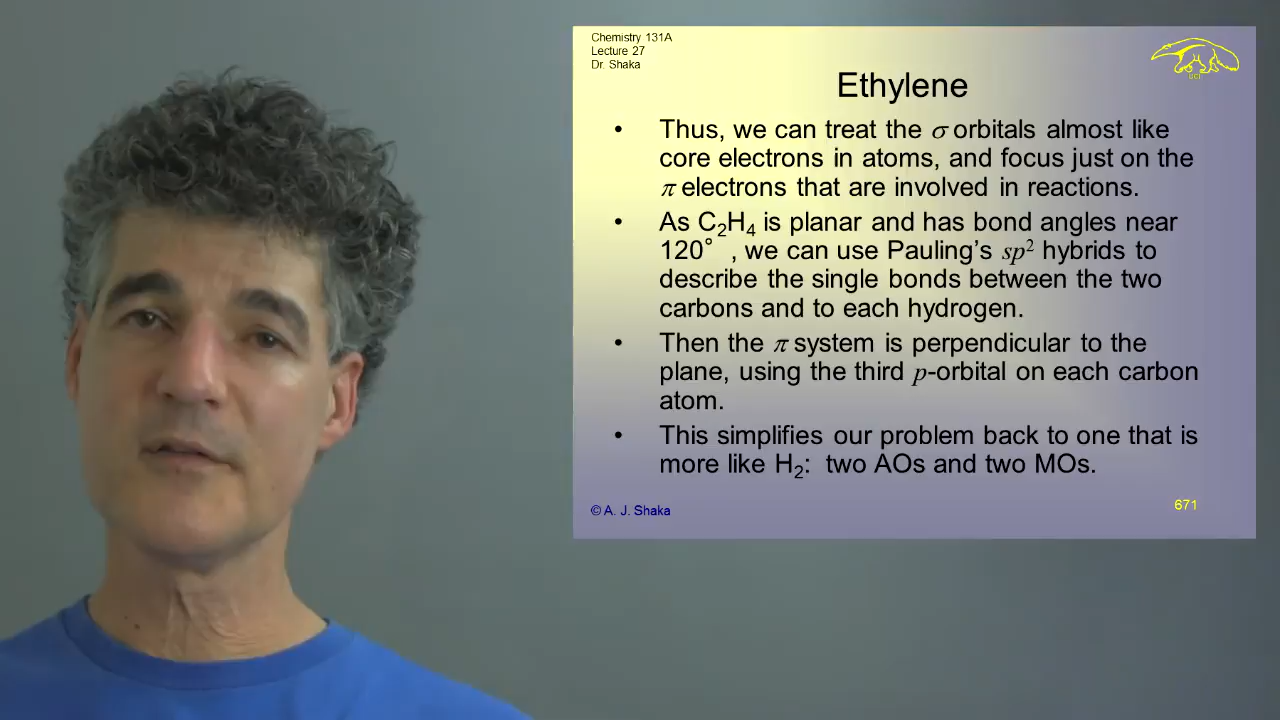 Chemistry 131A
Lecture 27
Dr. Shaka
UCI
Ethylene
• Thus, we can treat the σ orbitals almost like
core electrons in atoms, and focus just on the
π electrons that are involved in reactions.
• As C₂H₄ is planar and has bond angles near
120° , we can use Pauling’s sp² hybrids to
describe the single bonds between the two
carbons and to each hydrogen.
• Then the π system is perpendicular to the
plane, using the third p-orbital on each carbon
atom.
• This simplifies our problem back to one that is
more like H₂: two AOs and two MOs.
© A. J. Shaka
671